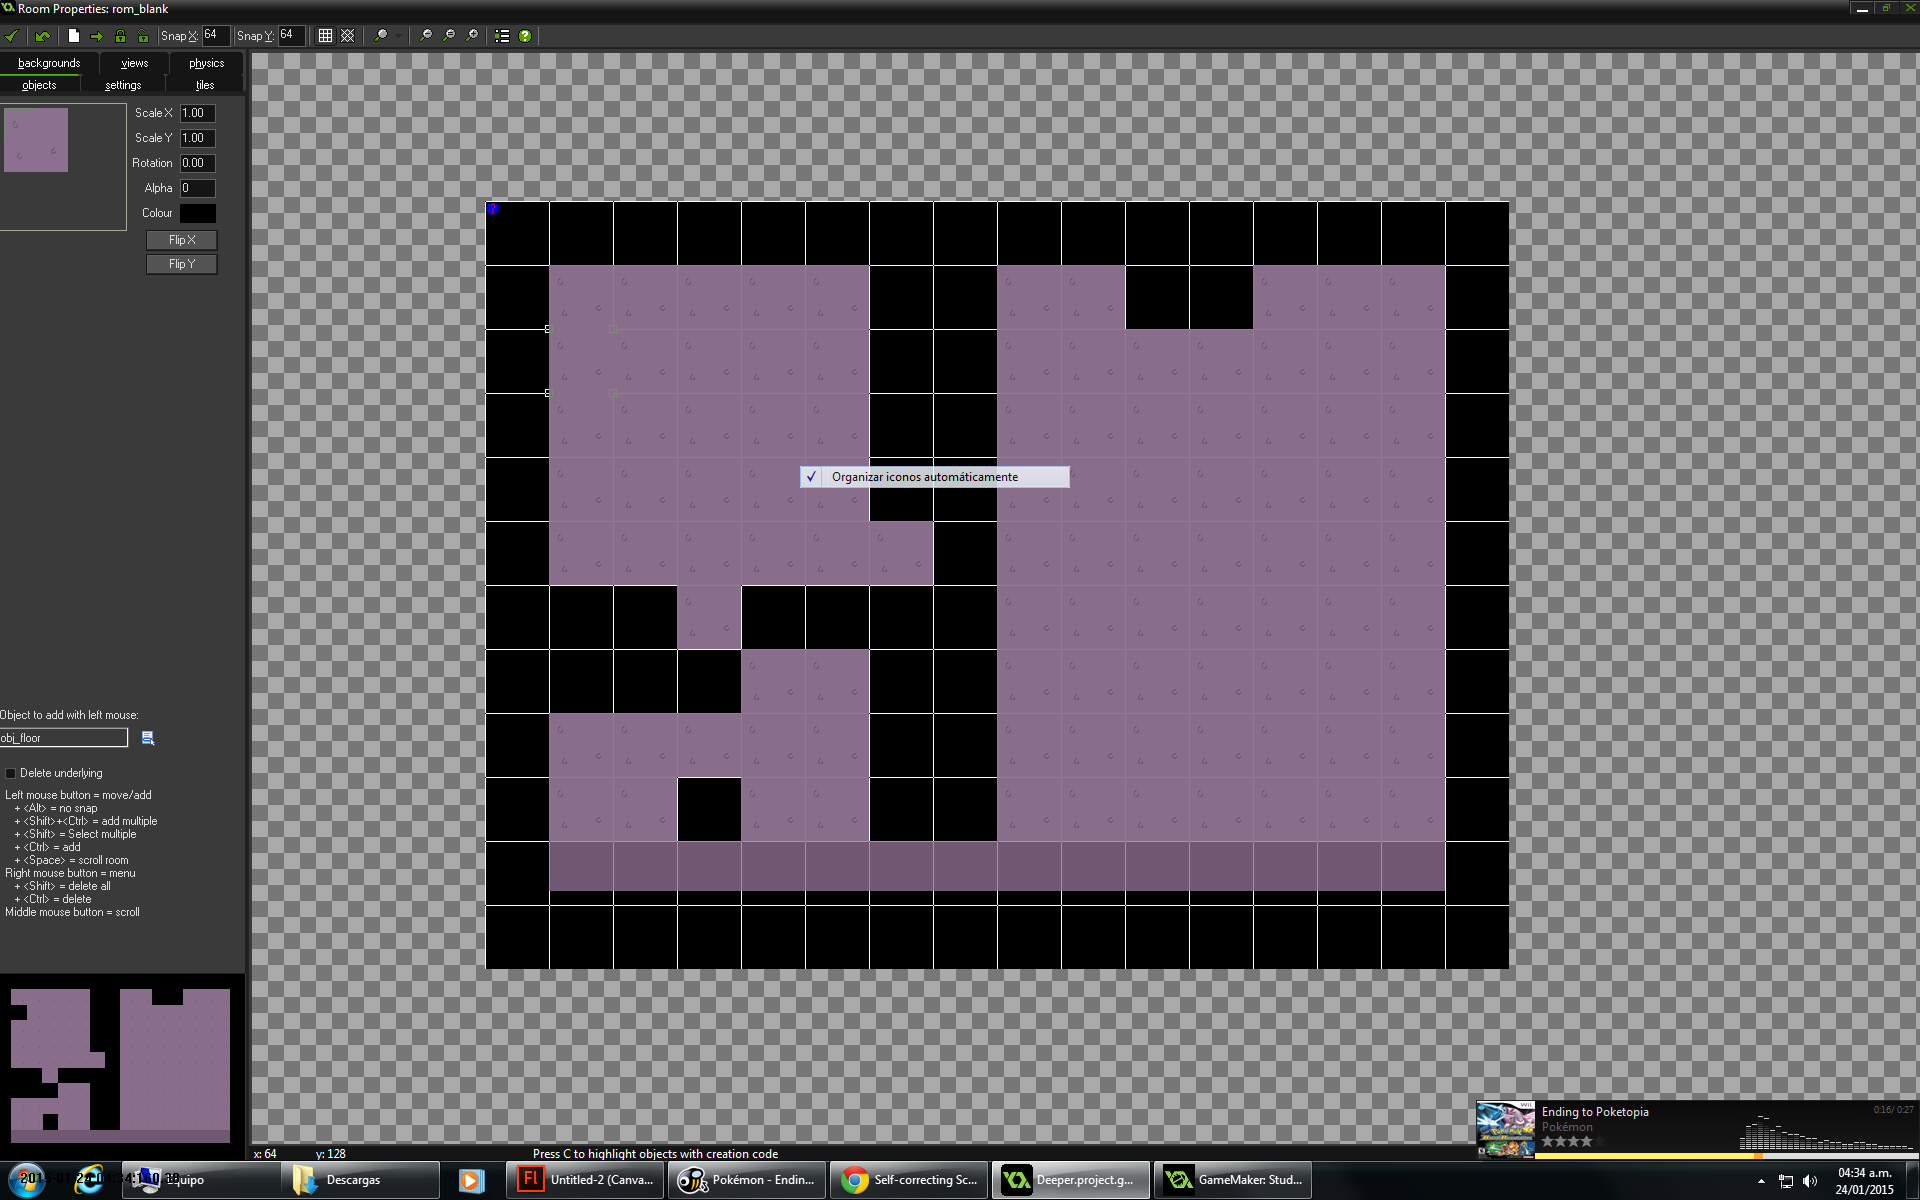 Room Properties: rom_blank
Snap X: 64 Snap Y: 64
backgrounds views physics
objects settings tiles
Scale X 1.00
Scale Y 1.00
Rotation 0.00
Alpha 0
Colour
Flip X
Flip Y
?
✓ Organizar iconos automáticamente
Object to add with left mouse:
obj_floor
Delete underlying
Left mouse button = move/add
+ <Alt> = no snap
+ <Shift>+<Ctrl> = add multiple
+ <Shift> = Select multiple
+ <Ctrl> = add
+ <Space> = scroll room
Right mouse button = menu
+ <Shift> = delete all
+ <Ctrl> = delete
Middle mouse button = scroll
x: 64 y: 128 Press C to highlight objects with creation code
Ending to Poketopia 0:16/ 0:27
Pokémon
Equipo
Descargas
Fl Untitled-2 (Canva...
Pokémon - Endin...
Self-correcting Sc...
Deeper.project.g...
GameMaker: Stud...
04:34 a.m.
24/01/2015